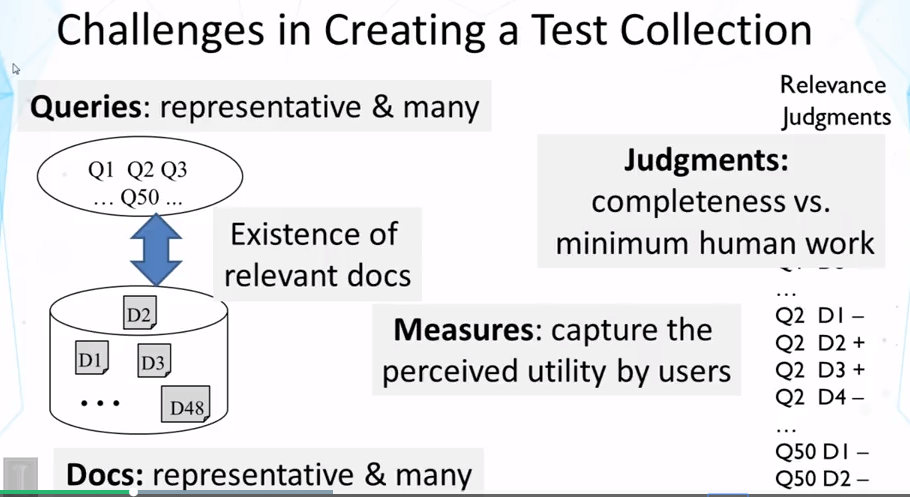 Challenges in Creating a Test Collection
Queries: representative & many
Q1 Q2 Q3
... Q50 ...
Existence of
relevant docs
D2
D1
D3
...
D48
Docs: representative & many
Measures: capture the
perceived utility by users
Relevance
Judgments
Judgments:
completeness vs.
minimum human work
...
Q2 D1 –
Q2 D2 +
Q2 D3 +
Q2 D4 –
...
Q50 D1 –
Q50 D2 –